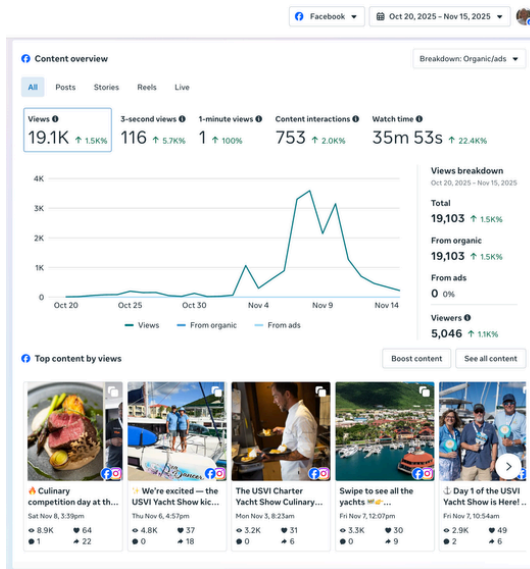 Facebook
Oct 20, 2025 - Nov 15, 2025
Content overview
Breakdown: Organic/ads
All Posts Stories Reels Live
Views 3-second views 1-minute views Content interactions Watch time
19.1K ↑ 1.5K% 116 ↑ 5.7K% 1 ↑ 100% 753 ↑ 2.0K% 35m 53s ↑ 22.4K%
Views breakdown
Oct 20, 2025 - Nov 15, 2025
Total
19,103 ↑ 1.5K%
From organic
19,103 ↑ 1.5K%
From ads
0 0%
Viewers
5,046 ↑ 1.1K%
4K
3K
2K
1K
0
Oct 20 Oct 25 Oct 30 Nov 4 Nov 9 Nov 14
Views From organic From ads
Top content by views
Boost content See all content
🔥 Culinary
competition day at th...
Sat Nov 8, 3:39pm
8.9K 64
1 22
✨ We're excited — the
USVI Yacht Show kic...
Thu Nov 6, 4:57pm
4.8K 37
0 18
The USVI Charter
Yacht Show Culinary...
Mon Nov 3, 8:23am
3.2K 31
0 6
Swipe to see all the
yachts
Fri Nov 7, 12:07pm
3.3K 30
0 9
⚓ Day 1 of the USVI
Yacht Show is Here! ..
Fri Nov 7, 10:54am
2.9K 49
2 6